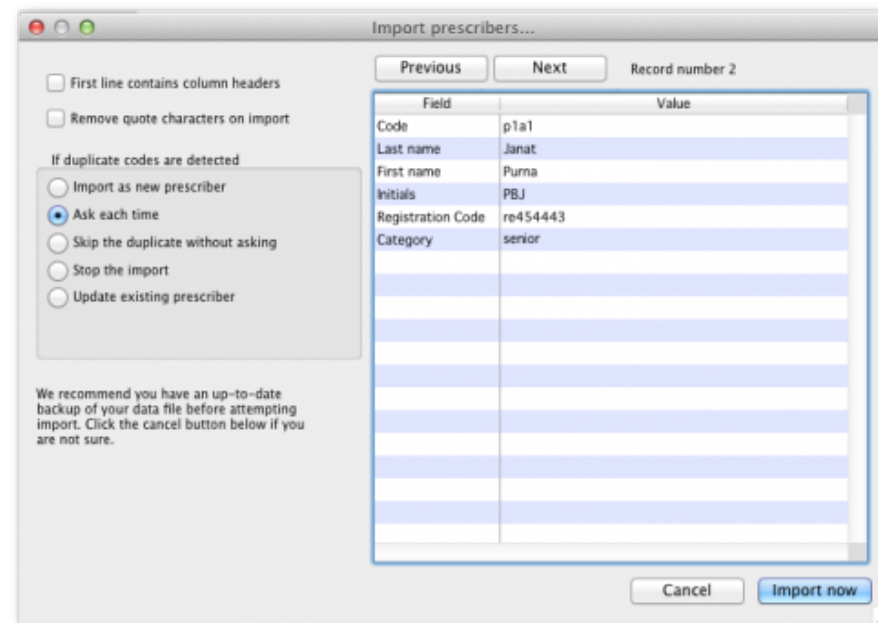 Import prescribers...
First line contains column headers
Remove quote characters on import
If duplicate codes are detected
Import as new prescriber
Ask each time
Skip the duplicate without asking
Stop the import
Update existing prescriber
We recommend you have an up-to-date
backup of your data file before attempting
import. Click the cancel button below if you
are not sure.
Previous Next Record number 2
Field Value
Code p1a1
Last name Janat
First name Purna
Initials PBJ
Registration Code re454443
Category senior
Cancel Import now